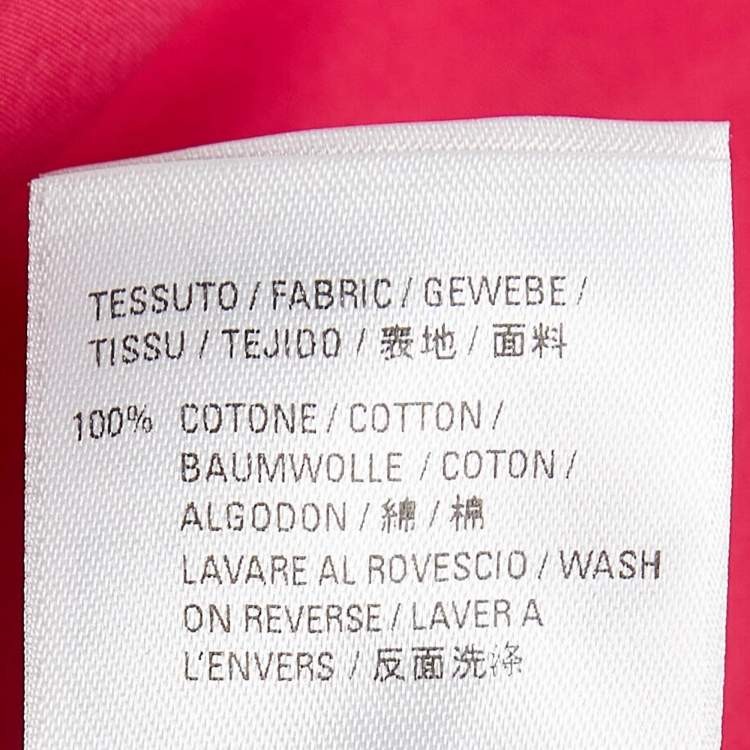 TESSUTO / FABRIC / GEWEBE /
TISSU / TEJIDO / 表地 / 面料
100% COTONE / COTTON /
BAUMWOLLE / COTON /
ALGODON / 綿 / 棉
LAVARE AL ROVESCIO / WASH
ON REVERSE / LAVER A
L'ENVERS / 反面洗涤